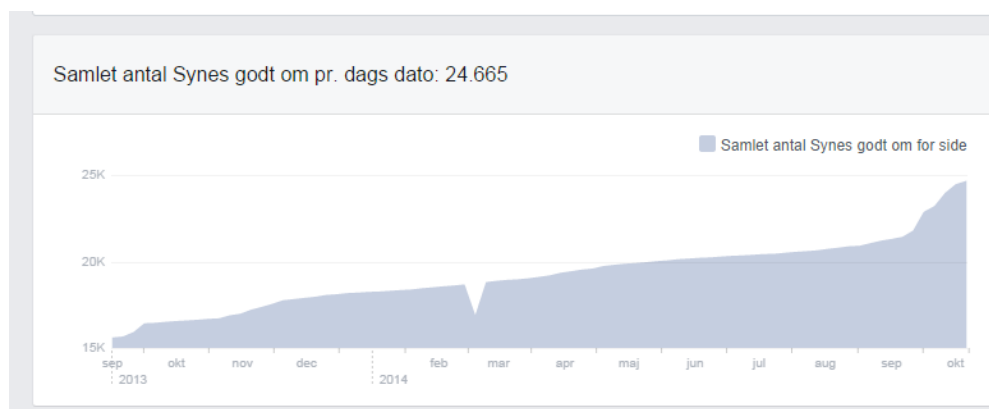 Samlet antal Synes godt om pr. dags dato: 24.665
Samlet antal Synes godt om for side
25K
20K
15K
sep okt nov dec feb mar apr maj jun jul aug sep okt
2013 2014